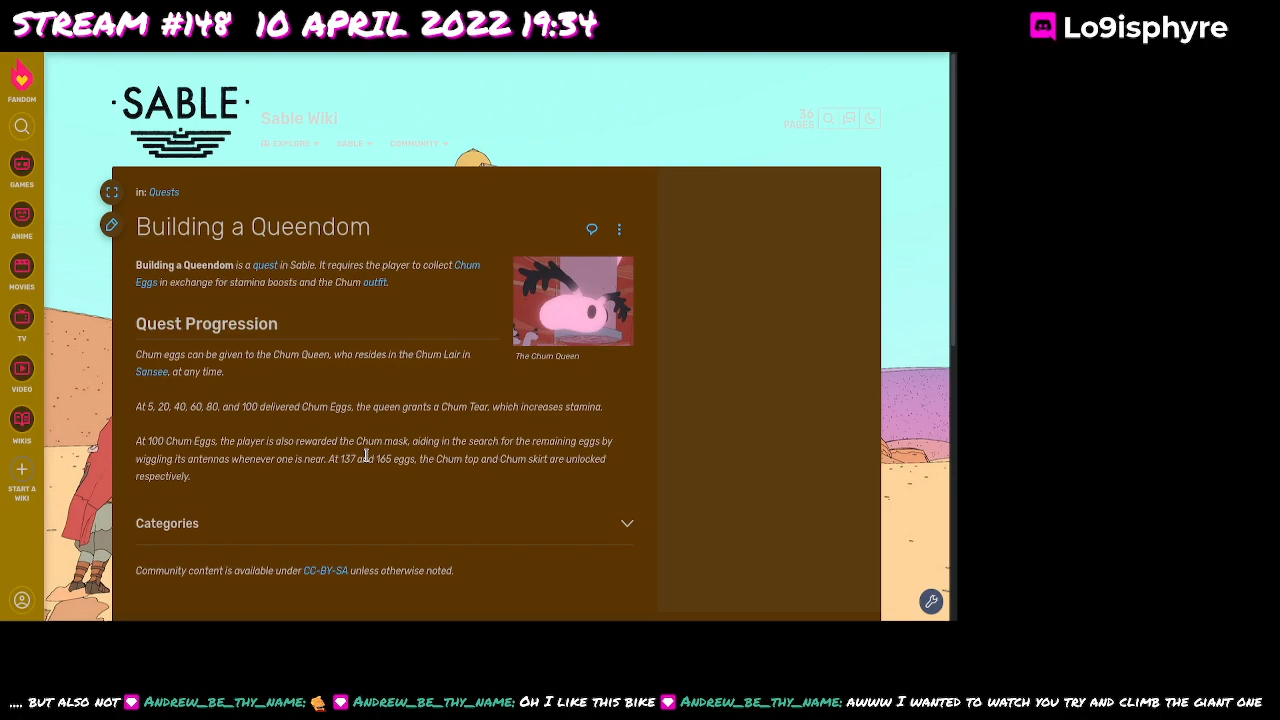 STREAM #148 10 APRIL 2022 19:34
Lo9isphyre
FANDOM
GAMES
ANIME
MOVIES
TV
VIDEO
WIKIS
START A
WIKI
· SABLE ·
Sable Wiki
36
PAGES
EXPLORE
SABLE
COMMUNITY
in: Quests
Building a Queendom
Building a Queendom is a quest in Sable. It requires the player to collect Chum
Eggs in exchange for stamina boosts and the Chum outfit.
The Chum Queen
Quest Progression
Chum eggs can be given to the Chum Queen, who resides in the Chum Lair in
Sansee, at any time.
At 5, 20, 40, 60, 80, and 100 delivered Chum Eggs, the queen grants a Chum Tear, which increases stamina.
At 100 Chum Eggs, the player is also rewarded the Chum mask, aiding in the search for the remaining eggs by
wiggling its antennas whenever one is near. At 137 and 165 eggs, the Chum top and Chum skirt are unlocked
respectively.
Categories
Community content is available under CC-BY-SA unless otherwise noted.
.... BUT ALSO NOT ANDREW_BE_THY_NAME: ANDREW_BE_THY_NAME: OH I LIKE THIS BIKE ANDREW_BE_THY_NAME: AWWW I WANTED TO WATCH YOU TRY AND CLIMB THE GIANT ONE